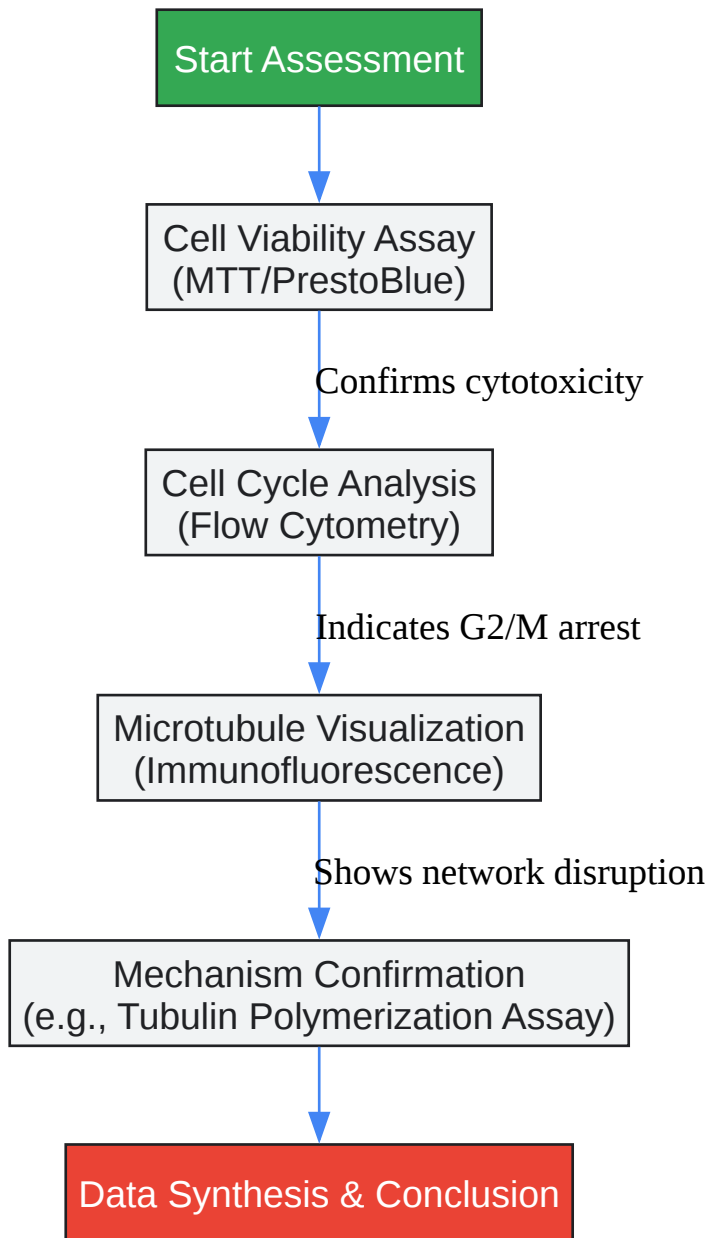 Start Assessment
Cell Viability Assay
(MTT/PrestoBlue)
Confirms cytotoxicity
Cell Cycle Analysis
(Flow Cytometry)
Indicates G2/M arrest
Microtubule Visualization
(Immunofluorescence)
Shows network disruption
Mechanism Confirmation
(e.g., Tubulin Polymerization Assay)
Data Synthesis & Conclusion